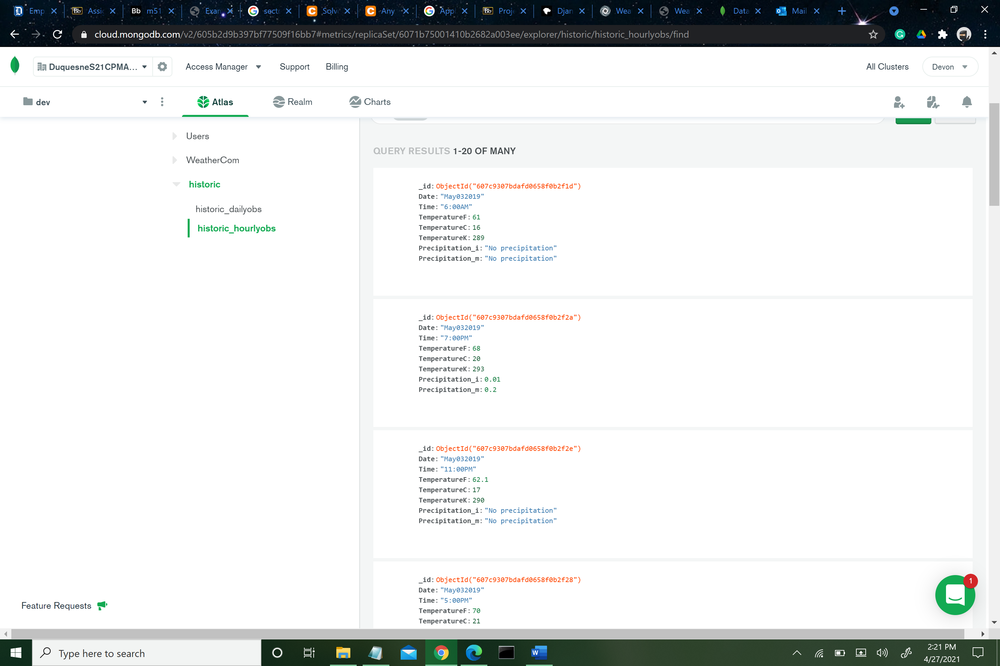 Emp
Assi
Bb m51
Exan
secto
Solv
Any
Appl
Proje
Djan
Wea
Wea
Data
Mail
cloud.mongodb.com/v2/605b2d9b397bf77509f16bb7#metrics/replicaSet/6071b75001410b2682a003ee/explorer/historic/historic_hourlyobs/find
DuquesneS21CPMA...
Access Manager
Support
Billing
All Clusters
Devon
dev
Atlas
Realm
Charts
Users
WeatherCom
historic
historic_dailyobs
historic_hourlyobs
Feature Requests
QUERY RESULTS 1-20 OF MANY
_id: ObjectId("607c9307bdafd0658f0b2f1d")
Date: "May032019"
Time: "6:00AM"
TemperatureF: 61
TemperatureC: 16
TemperatureK: 289
Precipitation_i: "No precipitation"
Precipitation_m: "No precipitation"
_id: ObjectId("607c9307bdafd0658f0b2f2a")
Date: "May032019"
Time: "7:00PM"
TemperatureF: 68
TemperatureC: 20
TemperatureK: 293
Precipitation_i: 0.01
Precipitation_m: 0.2
_id: ObjectId("607c9307bdafd0658f0b2f2e")
Date: "May032019"
Time: "11:00PM"
TemperatureF: 62.1
TemperatureC: 17
TemperatureK: 290
Precipitation_i: "No precipitation"
Precipitation_m: "No precipitation"
_id: ObjectId("607c9307bdafd0658f0b2f28")
Date: "May032019"
Time: "5:00PM"
TemperatureF: 70
TemperatureC: 21
1
Type here to search
2:21 PM
4/27/2021